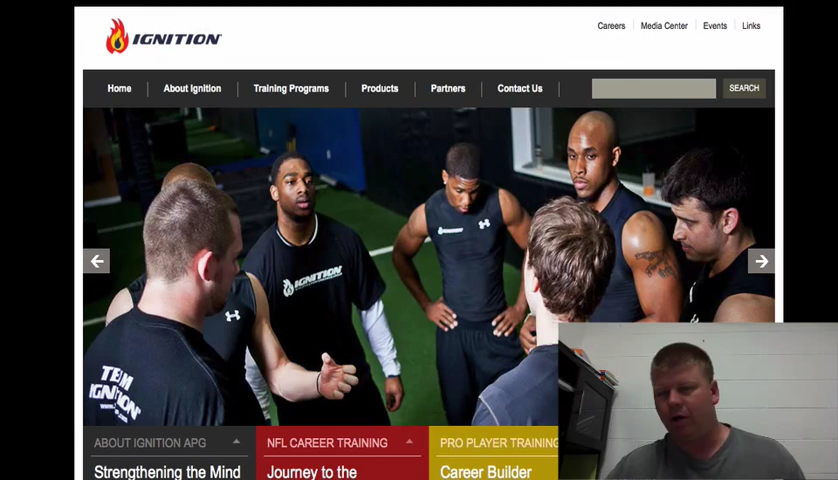 IGNITION
Careers
Media Center
Events
Links
Home
About Ignition
Training Programs
Products
Partners
Contact Us
SEARCH
IGNITION
TEAM
IGNITION
ABOUT IGNITION APG
NFL CAREER TRAINING
PRO PLAYER TRAINING
Strengthening the Mind
Journey to the
Career Builder